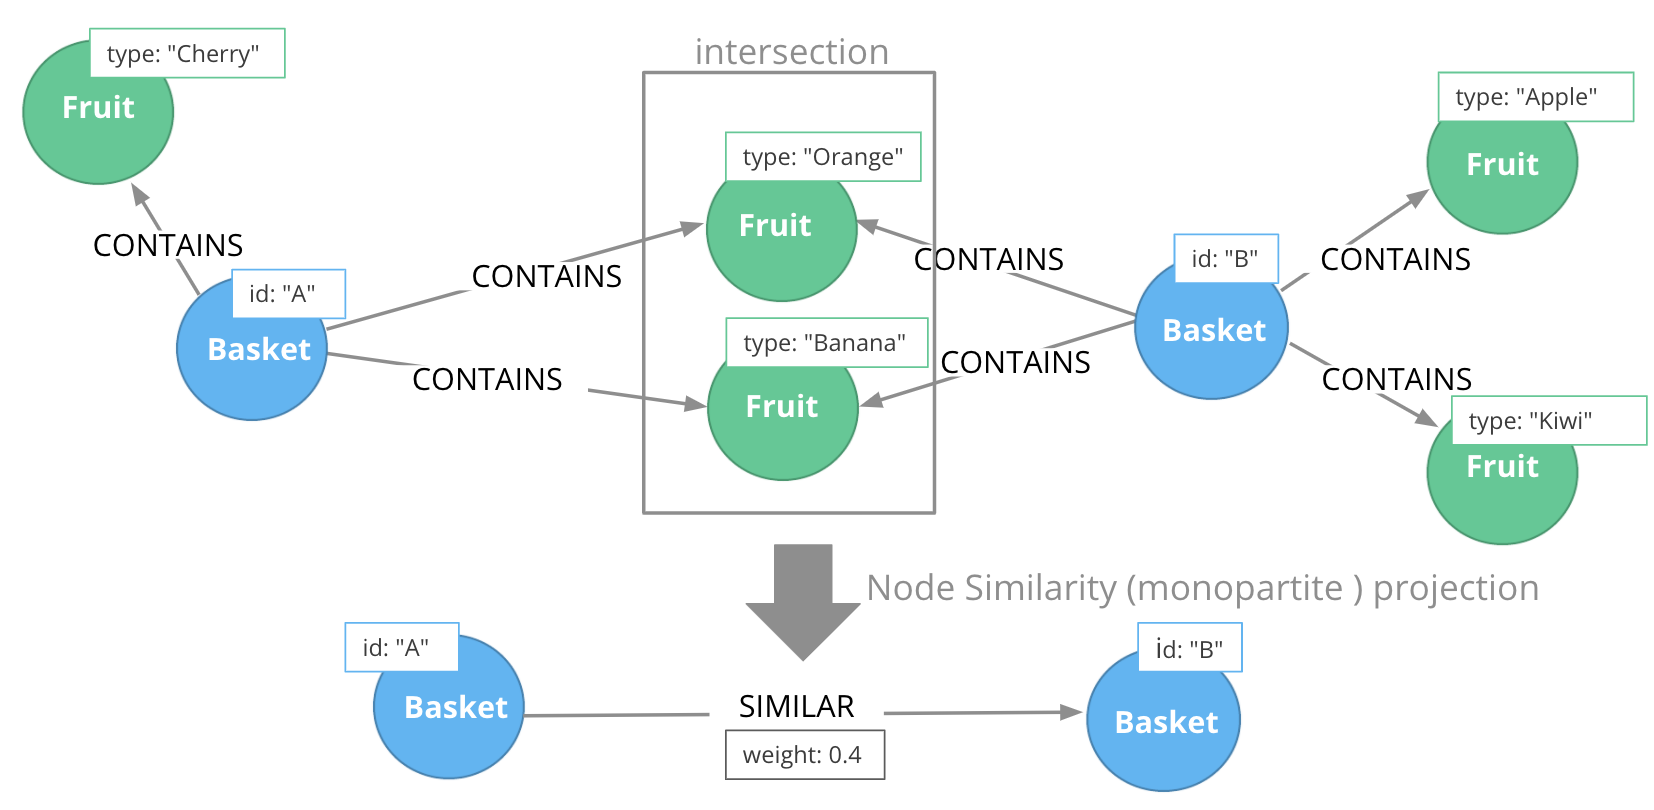 type: "Cherry"
Fruit
intersection
type: "Apple"
Fruit
type: "Orange"
Fruit
CONTAINS
id: "A"
Basket
CONTAINS
CONTAINS
id: "B"
Basket
CONTAINS
type: "Banana"
Fruit
CONTAINS
CONTAINS
CONTAINS
type: "Kiwi"
Fruit
Node Similarity (monopartite ) projection
id: "A"
Basket
SIMILAR
weight: 0.4
id: "B"
Basket